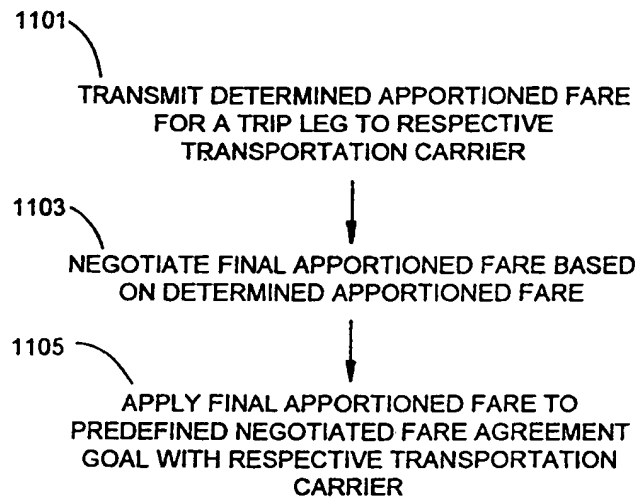 1101
TRANSMIT DETERMINED APPORTIONED FARE
FOR A TRIP LEG TO RESPECTIVE
TRANSPORTATION CARRIER
1103
NEGOTIATE FINAL APPORTIONED FARE BASED
ON DETERMINED APPORTIONED FARE
1105
APPLY FINAL APPORTIONED FARE TO
PREDEFINED NEGOTIATED FARE AGREEMENT
GOAL WITH RESPECTIVE TRANSPORTATION
CARRIER